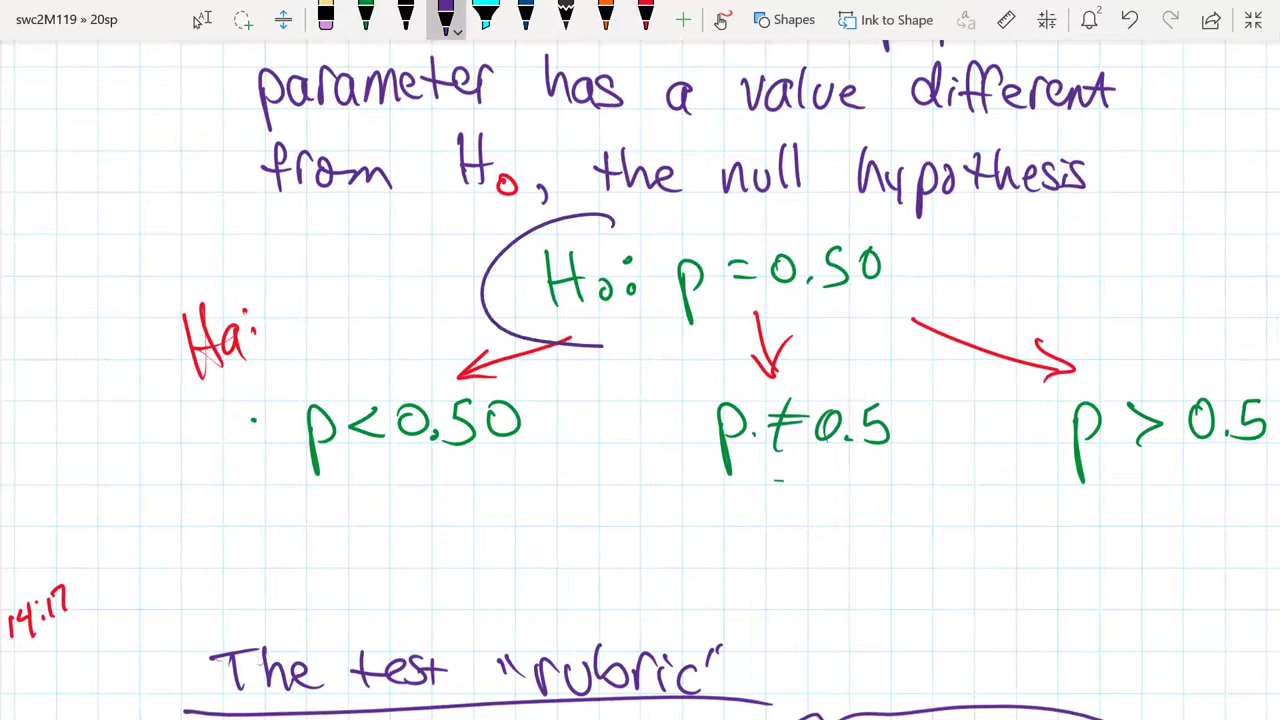 swc2M119 » 20sp
Shapes
Ink to Shape
2
parameter has a value different
from H₀, the null hypothesis
H₀: p = 0.50
Ha:
p < 0.50 p ≠ 0.5 p > 0.5
14:17
The test "rubric"